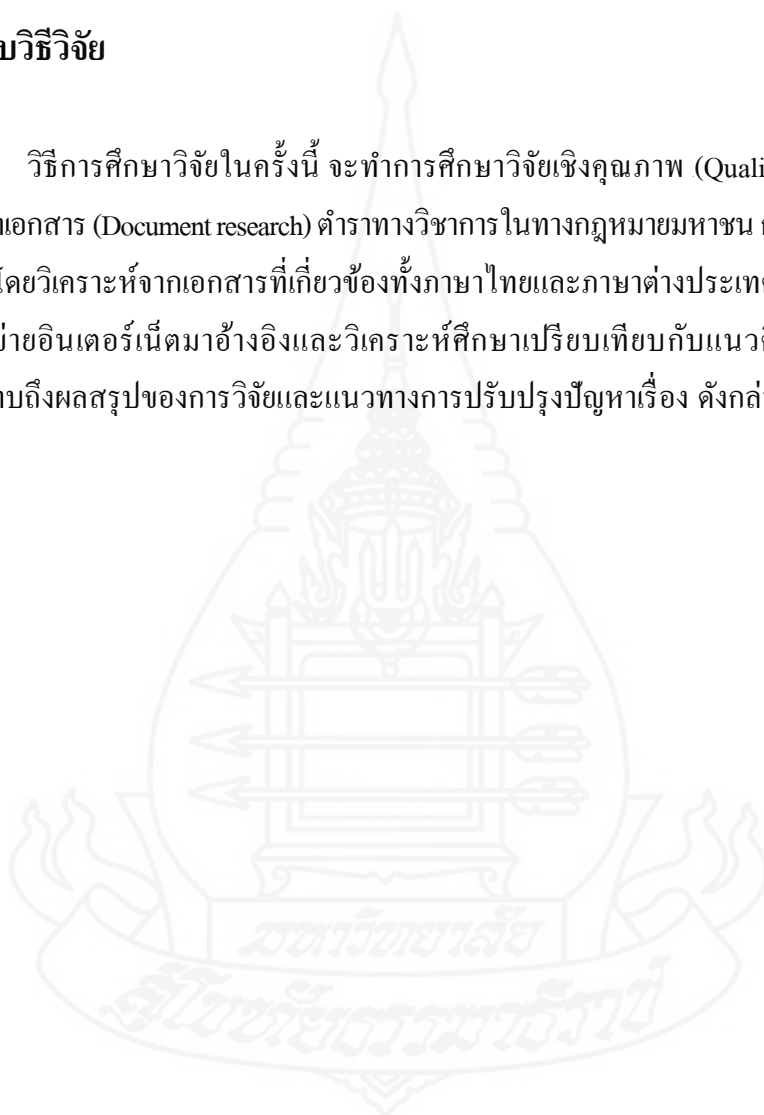 บวิธีวิจัย
วิธีการศึกษาวิจัยในครั้งนี้ จะทำการศึกษาวิจัยเชิงคุณภาพ (Quali
เอกสาร (Document research) ตำราทางวิชาการในทางกฎหมายมหาชน
โดยวิเคราะห์จากเอกสารที่เกี่ยวข้องทั้งภาษาไทยและภาษาต่างประเทศ
ข่ายอินเตอร์เน็ตมาอ้างอิงและวิเคราะห์ศึกษาเปรียบเทียบกับแนวคิ
าบถึงผลสรุปของการวิจัยและแนวทางการปรับปรุงปัญหาเรื่อง ดังกล่
มหาวิทยาลัย
สุโขทัยธรรมาธิราช